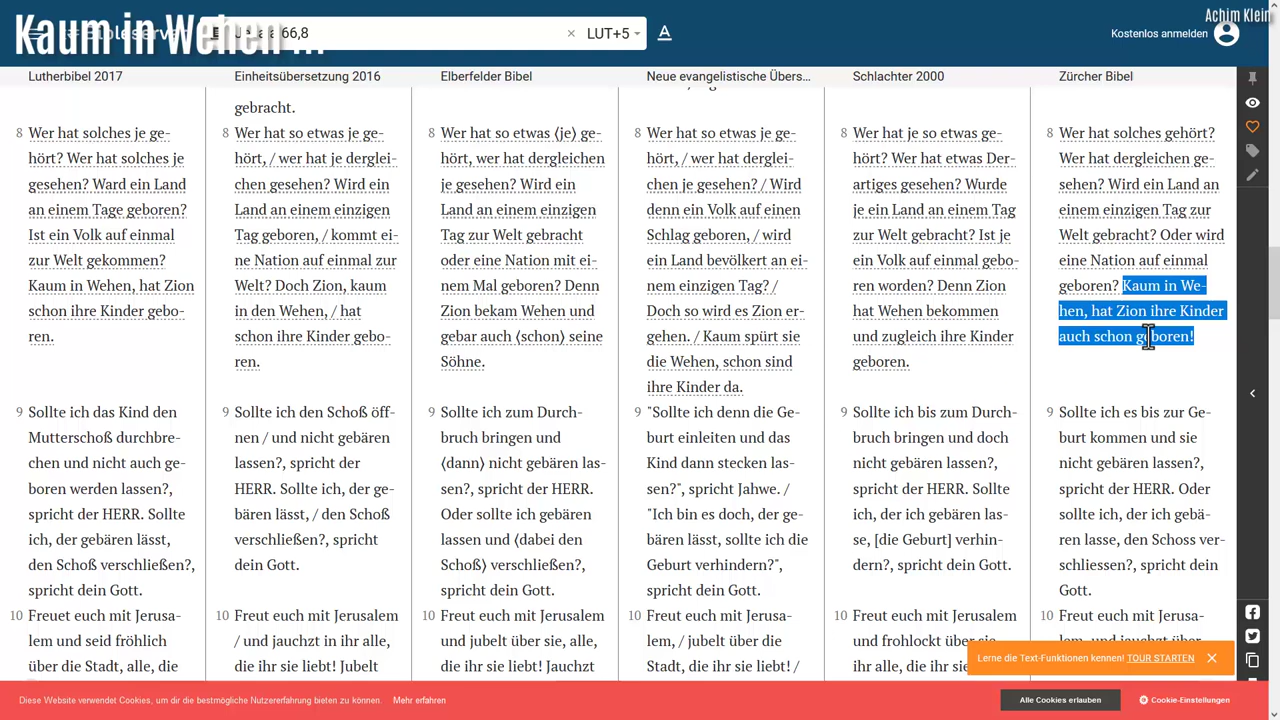 Kaum in Wehen ...
66,8
LUT+5
Achim Klein
Kostenlos anmelden
Lutherbibel 2017
Einheitsübersetzung 2016
Elberfelder Bibel
Neue evangelistische Übers...
Schlachter 2000
Zürcher Bibel
8 Wer hat solches je ge-
hört? Wer hat solches je
gesehen? Ward ein Land
an einem Tage geboren?
Ist ein Volk auf einmal
zur Welt gekommen?
Kaum in Wehen, hat Zion
schon ihre Kinder gebo-
ren.
9 Sollte ich das Kind den
Mutterschoß durchbre-
chen und nicht auch ge-
boren werden lassen?,
spricht der HERR. Sollte
ich, der gebären lässt,
den Schoß verschließen?,
spricht dein Gott.
10 Freuet euch mit Jerusa-
lem und seid fröhlich
über die Stadt, alle, die
gebracht.
8 Wer hat so etwas je ge-
hört, / wer hat je derglei-
chen gesehen? Wird ein
Land an einem einzigen
Tag geboren, / kommt ei-
ne Nation auf einmal zur
Welt? Doch Zion, kaum
in den Wehen, / hat
schon ihre Kinder gebo-
ren.
9 Sollte ich den Schoß öff-
nen / und nicht gebären
lassen?, spricht der
HERR. Sollte ich, der ge-
bären lässt, / den Schoß
verschließen?, spricht
dein Gott.
10 Freut euch mit Jerusalem
/ und jauchzt in ihr alle,
die ihr sie liebt! Jubelt
8 Wer hat so etwas ⟨je⟩ ge-
hört, wer hat dergleichen
je gesehen? Wird ein
Land an einem einzigen
Tag zur Welt gebracht
oder eine Nation mit ei-
nem Mal geboren? Denn
Zion bekam Wehen und
gebar auch ⟨schon⟩ seine
Söhne.
9 Sollte ich zum Durch-
bruch bringen und
⟨dann⟩ nicht gebären las-
sen?, spricht der HERR.
Oder sollte ich gebären
lassen und ⟨dabei den
Schoß⟩ verschließen?,
spricht dein Gott.
10 Freut euch mit Jerusalem
und jubelt über sie, alle,
die ihr sie liebt! Jauchzt
8 Wer hat so etwas je ge-
hört, / wer hat derglei-
chen je gesehen? / Wird
denn ein Volk auf einen
Schlag geboren, / wird
ein Land bevölkert an ei-
nem einzigen Tag? /
Doch so wird es Zion er-
gehen. / Kaum spürt sie
die Wehen, schon sind
ihre Kinder da.
9 "Sollte ich denn die Ge-
burt einleiten und das
Kind dann stecken las-
sen?", spricht Jahwe. /
"Ich bin es doch, der ge-
bären lässt, sollte ich die
Geburt verhindern?",
spricht dein Gott.
10 Freut euch mit Jerusa-
lem, / jubelt über die
Stadt, die ihr sie liebt! /
8 Wer hat je so etwas ge-
hört? Wer hat etwas Der-
artiges gesehen? Wurde
je ein Land an einem Tag
zur Welt gebracht? Ist je
ein Volk auf einmal gebo-
ren worden? Denn Zion
hat Wehen bekommen
und zugleich ihre Kinder
geboren.
9 Sollte ich bis zum Durch-
bruch bringen und doch
nicht gebären lassen?,
spricht der HERR. Sollte
ich, der ich gebären las-
se, [die Geburt] verhin-
dern?, spricht dein Gott.
10 Freut euch mit Jerusalem
und frohlockt über sie,
ihr alle, die ihr sie
8 Wer hat solches gehört?
Wer hat dergleichen ge-
sehen? Wird ein Land an
einem einzigen Tag zur
Welt gebracht? Oder wird
eine Nation auf einmal
geboren? Kaum in We-
hen, hat Zion ihre Kinder
auch schon geboren!
9 Sollte ich es bis zur Ge-
burt kommen und sie
nicht gebären lassen?,
spricht der HERR. Oder
sollte ich, der ich gebä-
ren lasse, den Schoss ver-
schliessen?, spricht dein
Gott.
10 Freut euch mit Jerusa-
lem, und jauchzt über
Lerne die Text-Funktionen kennen! TOUR STARTEN
Diese Website verwendet Cookies, um dir die bestmögliche Nutzererfahrung bieten zu können. Mehr erfahren
Alle Cookies erlauben
Cookie-Einstellungen